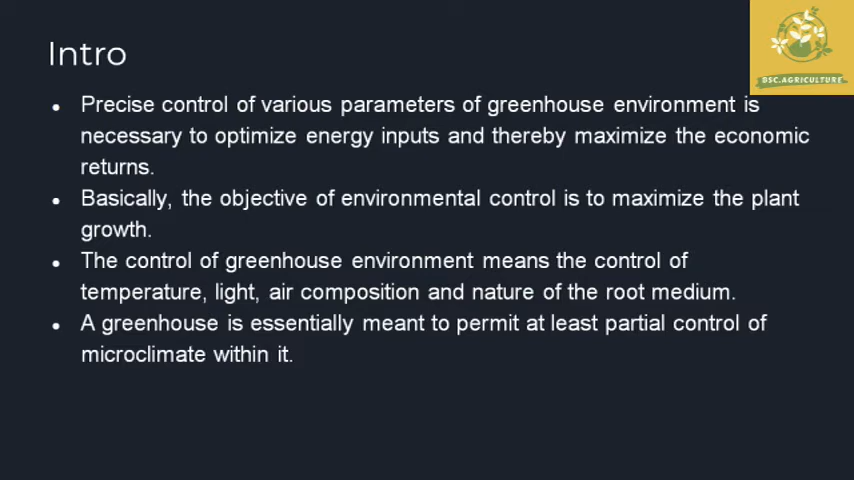 Intro
DSC.AGRICULTURE
● Precise control of various parameters of greenhouse environment is
necessary to optimize energy inputs and thereby maximize the economic
returns.
● Basically, the objective of environmental control is to maximize the plant
growth.
● The control of greenhouse environment means the control of
temperature, light, air composition and nature of the root medium.
● A greenhouse is essentially meant to permit at least partial control of
microclimate within it.